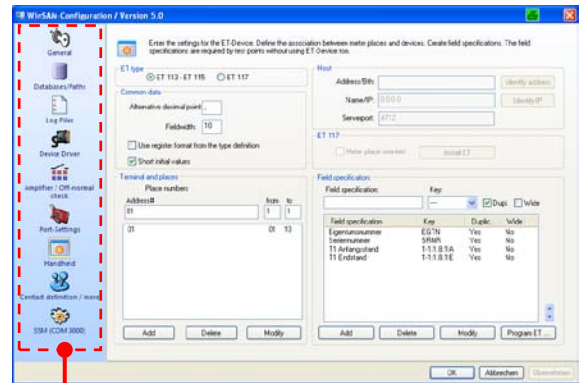 WinSAM-Configuration / Version 5.0
General
Databases/Paths
Log Files
Device Driver
Amplifier / Off-normal check.
Port-Settings
Handheld
Contact definition / more
SSM (COM 3000)
Enter the settings for the ET-Device. Define the association between meter places and devices. Create field specifications. The field
specifications are required by test points without using ET-Device too.
ET type
ET 113 - ET 115 ET 117
Common data
Alternative decimal point: .
Fieldwidth: 10
Use register format from the type definition
Short initial values
Host
Address/Bth: Identify address
Name/IP: 0.0.0.0 Identify IP
Serverport: 4712
ET 117
Meter place oriented Install ET
Terminal and places
Place numbers
Address# from to
01 1 1
01 01 10
Add Delete Modify
Field specification
Field specification: Key:
--- Dupl. Wide
Field specification Key Duplic. Wide
Eigentumsnummer EGTN Yes No
Seriennummer SRNR Yes No
T1 Anfangsstand 1-1:1.8.1:A Yes No
T1 Endstand 1-1:1.8.1:E Yes No
Add Delete Modify Program ET ...
OK Abbrechen Übernehmen